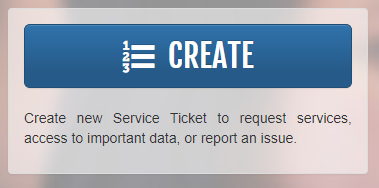 CREATE
Create new Service Ticket to request services,
access to important data, or report an issue.